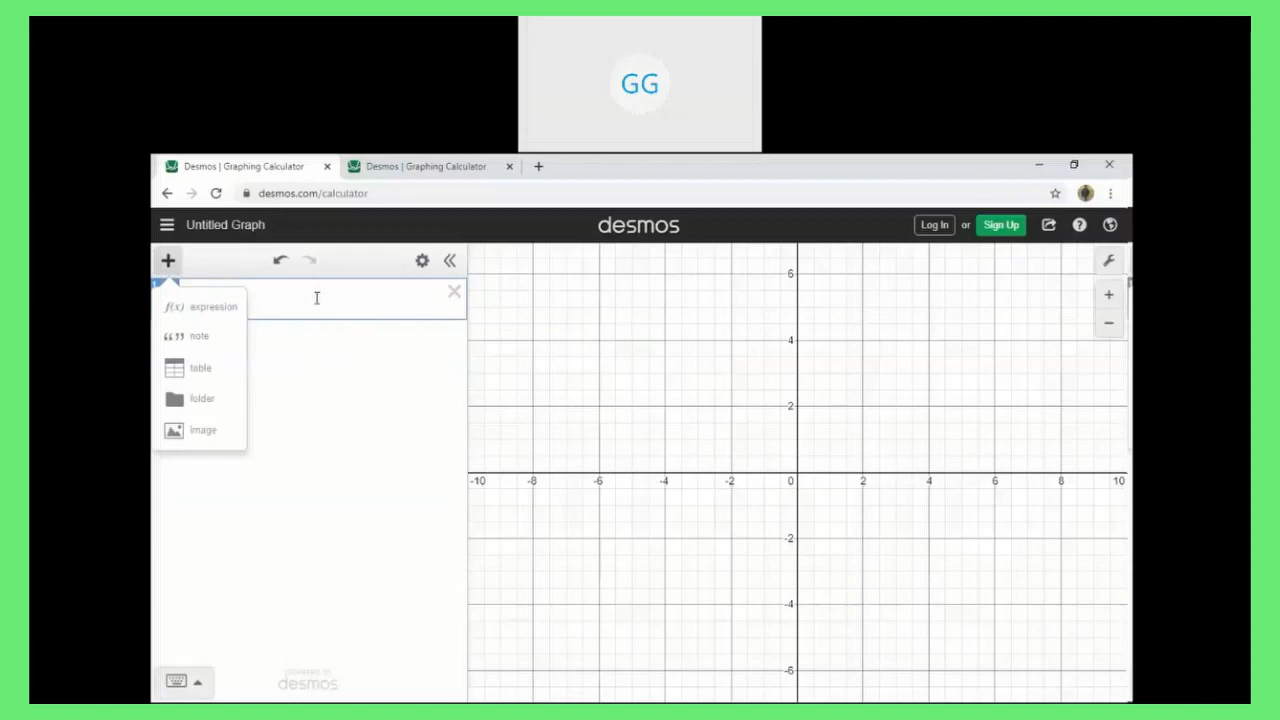 GG
Desmos | Graphing Calculator
Desmos | Graphing Calculator
desmos.com/calculator
Untitled Graph
desmos
Log In or Sign Up
f(x) expression
note
table
folder
image
powered by
desmos
6
4
2
-10 -8 -6 -4 -2 0 2 4 6 8 10
-2
-4
-6